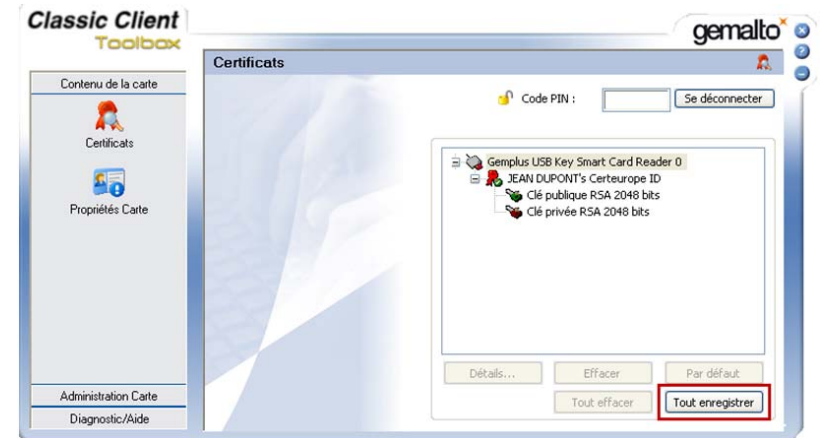 Classic Client
Toolbox
gemalto
Certificats
Contenu de la carte
Certificats
Propriétés Carte
Administration Carte
Diagnostic/Aide
Code PIN :
Se déconnecter
Gemplus USB Key Smart Card Reader 0
JEAN DUPONT's Certeurope ID
Clé publique RSA 2048 bits
Clé privée RSA 2048 bits
Détails...
Effacer
Par défaut
Tout effacer
Tout enregistrer